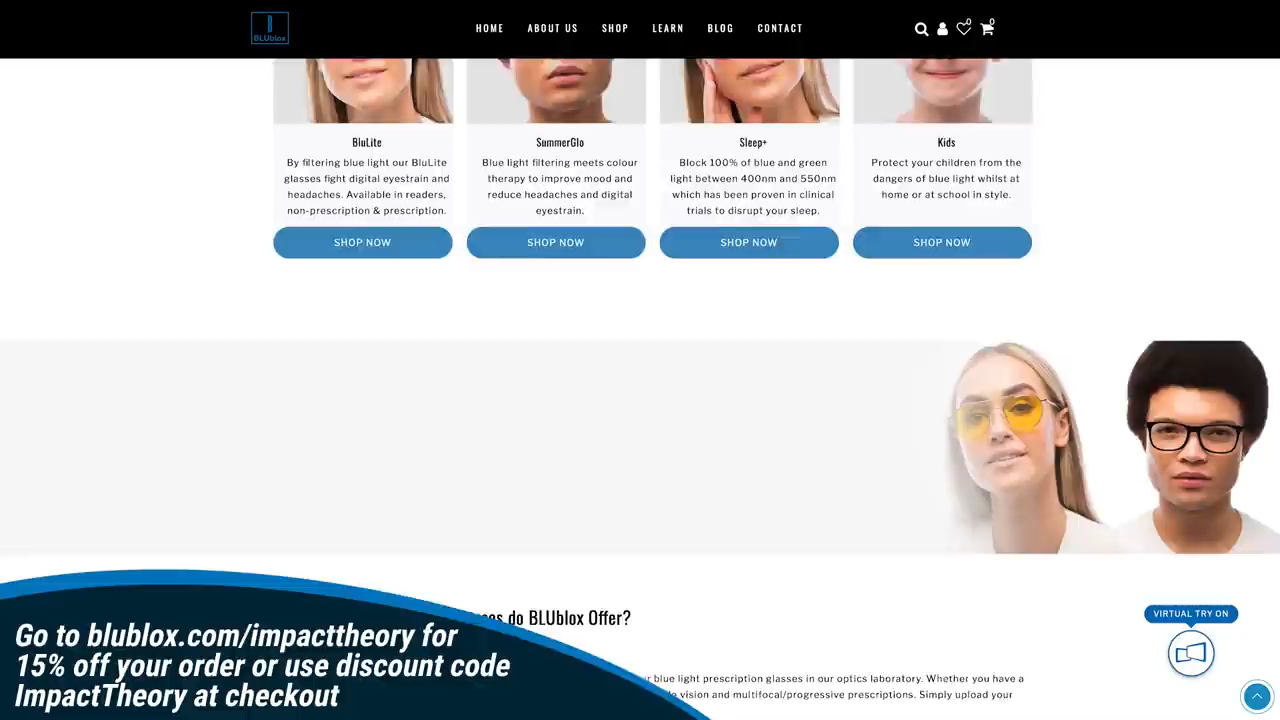 BLUblox
HOME ABOUT US SHOP LEARN BLOG CONTACT
0 0
BluLite
By filtering blue light our BluLite
glasses fight digital eyestrain and
headaches. Available in readers,
non-prescription & prescription.
SHOP NOW
SummerGlo
Blue light filtering meets colour
therapy to improve mood and
reduce headaches and digital
eyestrain.
SHOP NOW
Sleep+
Block 100% of blue and green
light between 400nm and 550nm
which has been proven in clinical
trials to disrupt your sleep.
SHOP NOW
Kids
Protect your children from the
dangers of blue light whilst at
home or at school in style.
SHOP NOW
do BLUblox Offer?
VIRTUAL TRY ON
blue light prescription glasses in our optics laboratory. Whether you have a
vision and multifocal/progressive prescriptions. Simply upload your
Go to blublox.com/impacttheory for
15% off your order or use discount code
ImpactTheory at checkout